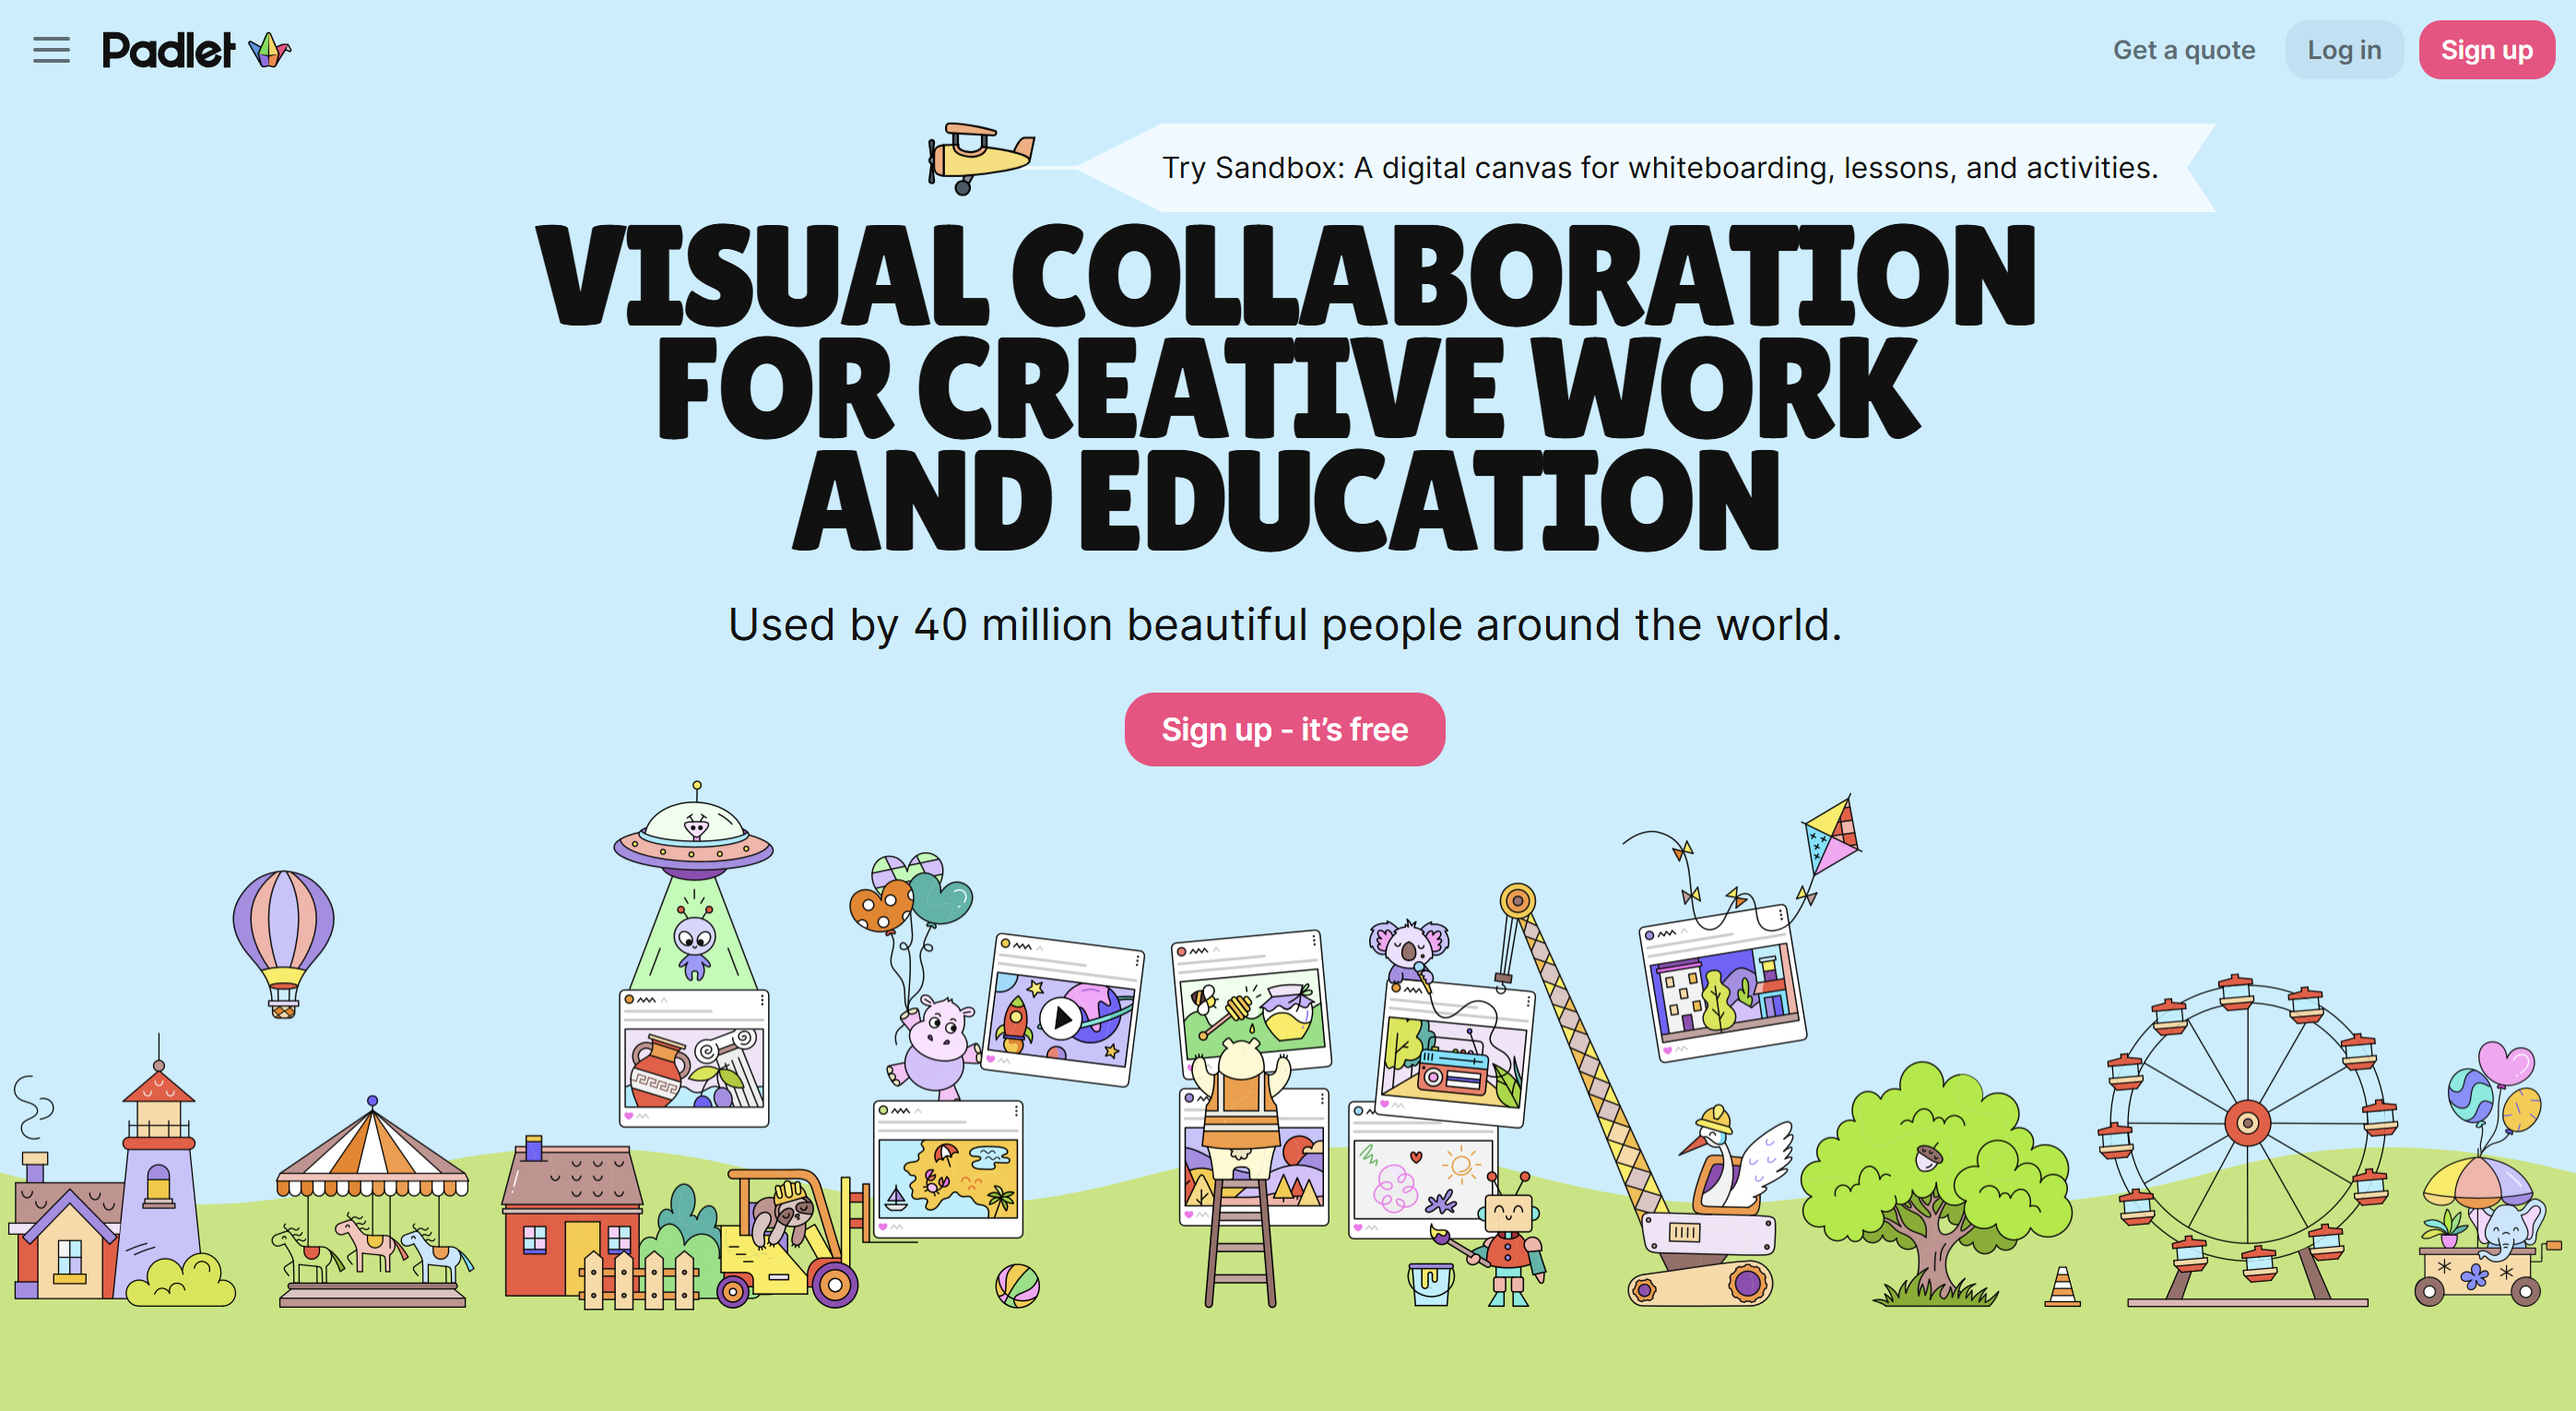 Padlet
Get a quote
Log in
Sign up
Try Sandbox: A digital canvas for whiteboarding, lessons, and activities.
VISUAL COLLABORATION
FOR CREATIVE WORK
AND EDUCATION
Used by 40 million beautiful people around the world.
Sign up - it’s free